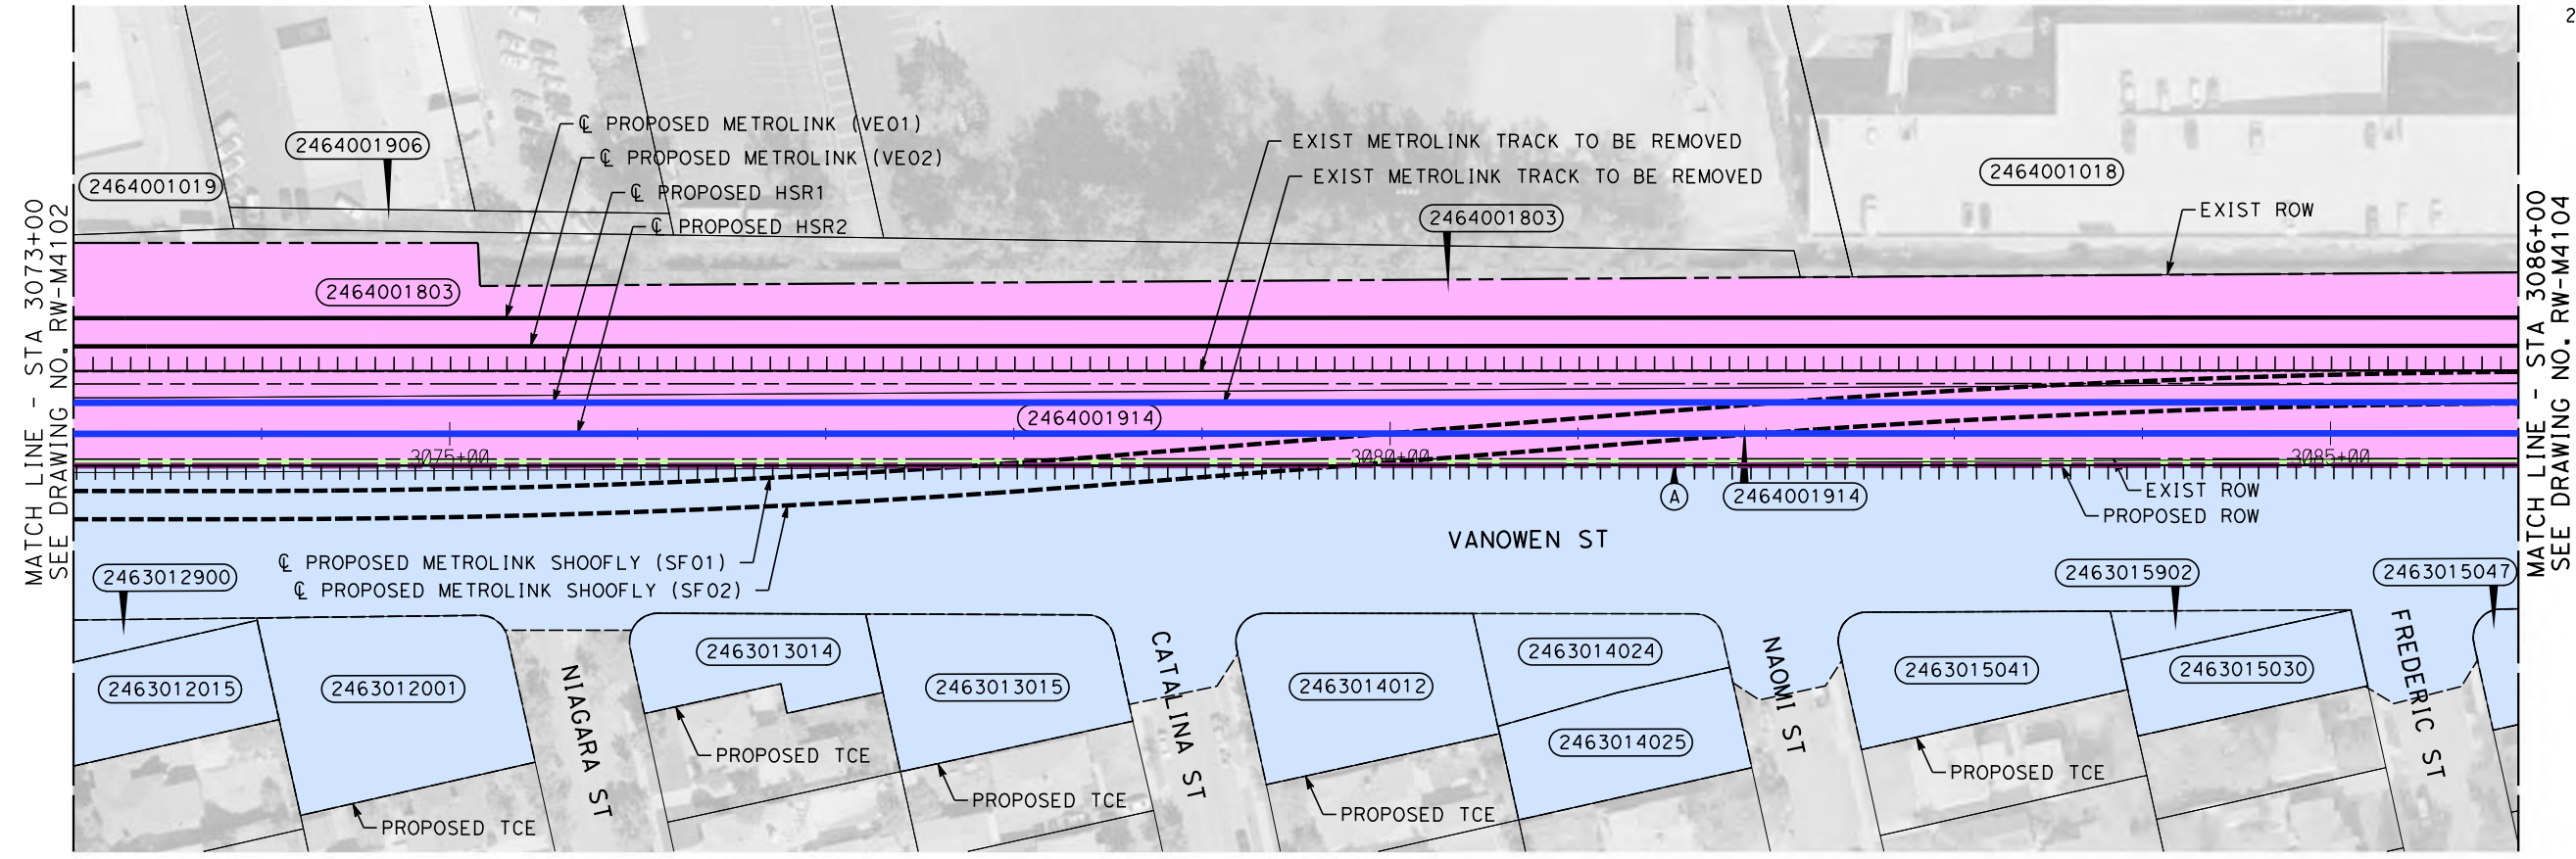 2
MATCH LINE - STA 3073+00
SEE DRAWING NO. RW-M4102
℄ PROPOSED METROLINK (VE01)
℄ PROPOSED METROLINK (VE02)
℄ PROPOSED HSR1
℄ PROPOSED HSR2
2464001906
2464001019
EXIST METROLINK TRACK TO BE REMOVED
EXIST METROLINK TRACK TO BE REMOVED
2464001803
2464001018
EXIST ROW
2464001803
2464001914
3075+00
3080+00
3085+00
A
2464001914
EXIST ROW
PROPOSED ROW
VANOWEN ST
℄ PROPOSED METROLINK SHOOFLY (SF01)
℄ PROPOSED METROLINK SHOOFLY (SF02)
2463012900
2463015902
2463015047
2463012015
2463012001
NIAGARA ST
2463013014
2463013015
CATALINA ST
2463014012
2463014024
2463014025
NAOMI ST
2463015041
2463015030
FREDERIC ST
PROPOSED TCE
PROPOSED TCE
PROPOSED TCE
PROPOSED TCE
PROPOSED TCE
MATCH LINE - STA 3086+00
SEE DRAWING NO. RW-M4104